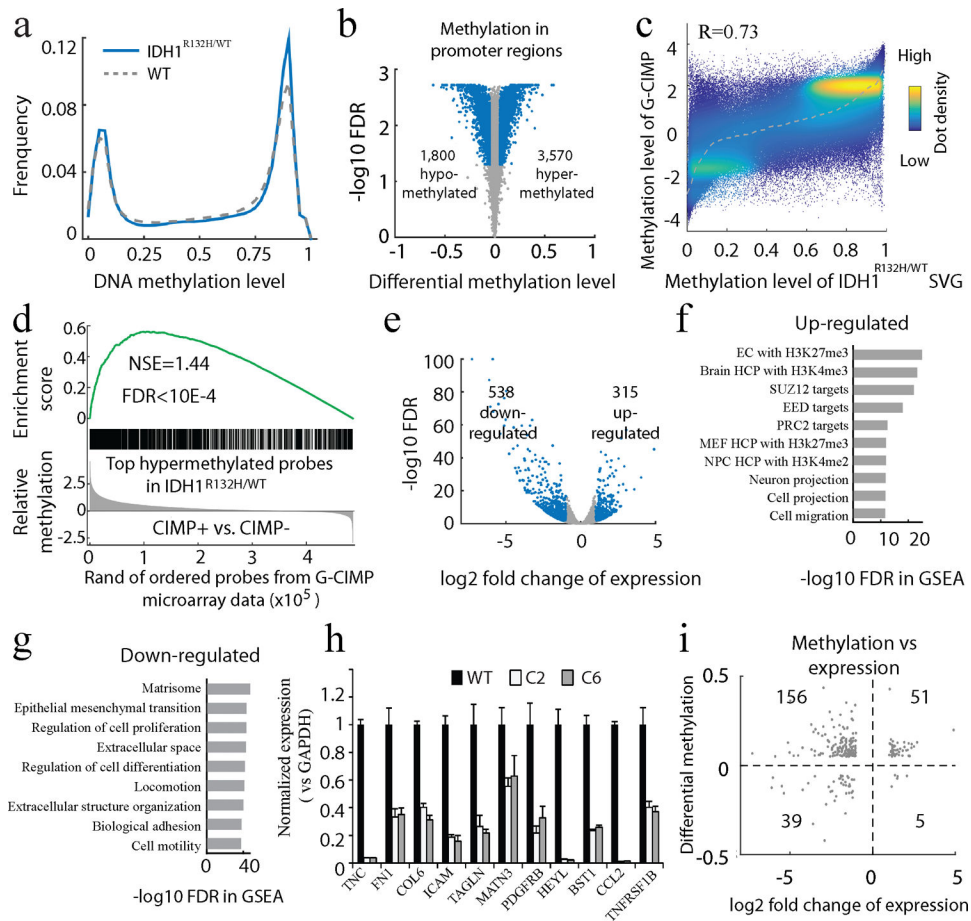 a
IDH1R132H/WT
WT
0.12
0.08
0.04
0
Frenquency
0
0.25
0.5
0.75
1
DNA methylation level
b
Methylation in
promoter regions
3
2
1
0
-log10 FDR
1,800
hypo-
methylated
3,570
hyper-
methylated
-1
-0.5
0
0.5
1
Differential methylation level
c
R=0.73
4
2
0
-2
-4
Methylation level of G-CIMP
0
0.2
0.4
0.6
0.8
1
Methylation level of IDH1R132H/WT SVG
High
Low
Dot density
d
0.6
0.4
0.2
0
Enrichment
score
NSE=1.44
FDR<10E-4
Top hypermethylated probes
in IDH1R132H/WT
2.5
0
-2.5
Relative
methylation
CIMP+ vs. CIMP-
0
1
2
3
4
Rand of ordered probes from G-CIMP
microarray data (x105)
e
100
80
60
40
20
0
-log10 FDR
538
down-
regulated
315
up-
regulated
-5
0
5
log2 fold change of expression
f
Up-regulated
EC with H3K27me3
Brain HCP with H3K4me3
SUZ12 targets
EED targets
PRC2 targets
MEF HCP with H3k27me3
NPC HCP with H3K4me2
Neuron projection
Cell projection
Cell migration
0
10
20
-log10 FDR in GSEA
g
Down-regulated
Matrisome
Epithelial mesenchymal transition
Regulation of cell proliferation
Extracellular space
Regulation of cell differentiation
Locomotion
Extracellular structure organization
Biological adhesion
Cell motility
0
40
-log10 FDR in GSEA
h
WT
C2
C6
1.2
1
0.8
0.6
0.4
0.2
0
Normalized expression
( vs GAPDH)
TNC
FN1
COL6
ICAM
TAGLN
MATN3
PDGFRB
HEYL
BST1
CCL2
TNFRSF1B
i
Methylation vs
expression
0.5
0
-0.5
Differential methylation
156
51
39
5
-5
0
5
log2 fold change of expression